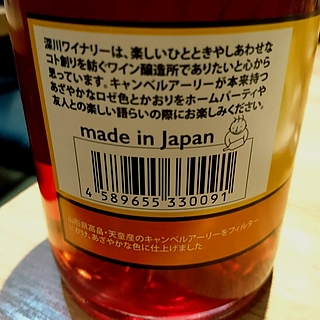 深川ワイナリーは、楽しいひとときやしあわせな
コト創りを紡ぐワイン醸造所でありたいと心から
思っています。キャンベルアーリーが本来持つ
あざやかなロゼ色とかおりをホームパーティや
友人との楽しい語らいの際にお楽しみください。
made in Japan
4 589655 330091
山形県高畠・天童産のキャンベルアーリーをフィルター
かけ、あざやかな色に仕上げました